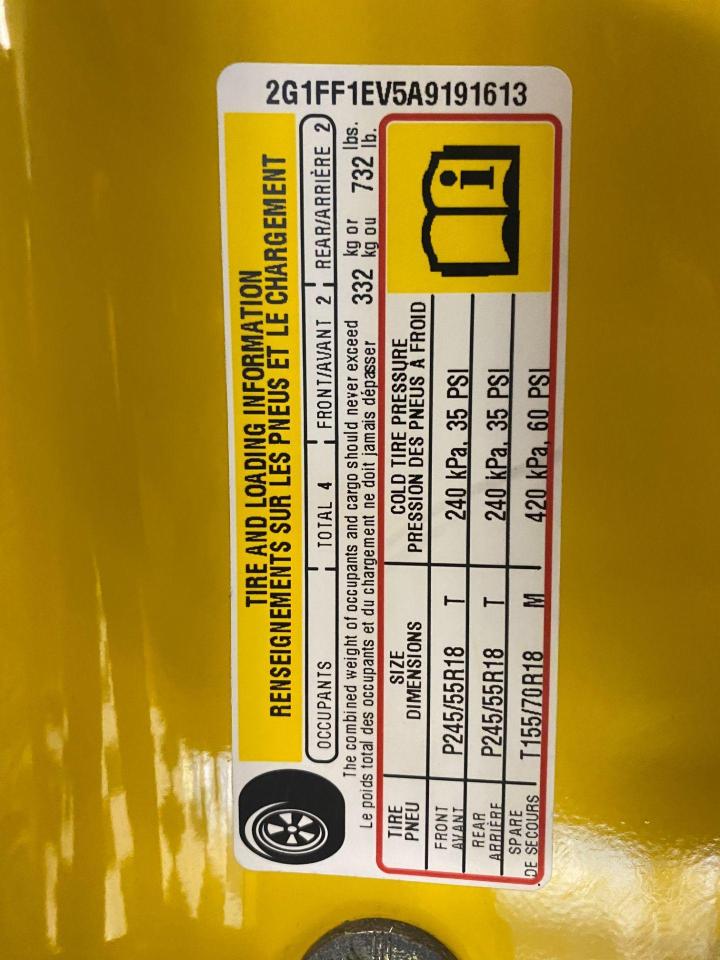 2G1FF1EV5A9191613
TIRE AND LOADING INFORMATION
RENSEIGNEMENTS SUR LES PNEUS ET LE CHARGEMENT
OCCUPANTS TOTAL 4 FRONT/AVANT 2 REAR/ARRIÈRE 2
The combined weight of occupants and cargo should never exceed 332 kg or 732 lbs.
Le poids total des occupants et du chargement ne doit jamais dépasser 332 kg ou 732 lb.
TIRE SIZE COLD TIRE PRESSURE
PNEU DIMENSIONS PRESSION DES PNEUS À FROID
FRONT
AVANT P245/55R18 T 240 kPa, 35 PSI
REAR
ARRIÈRE P245/55R18 T 240 kPa, 35 PSI
SPARE
DE SECOURS T155/70R18 M 420 kPa, 60 PSI